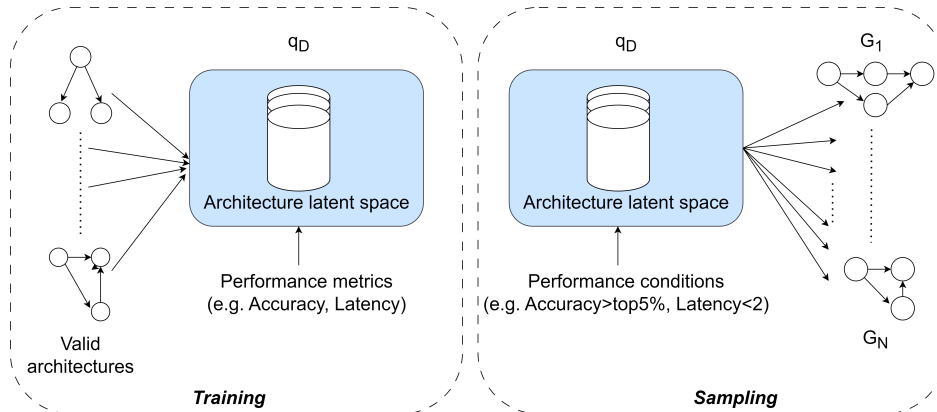 q_D
Architecture latent space
Performance metrics
(e.g. Accuracy, Latency)
Valid
architectures
Training
q_D
G_1
Architecture latent space
Performance conditions
(e.g. Accuracy>top5%, Latency<2)
G_N
Sampling